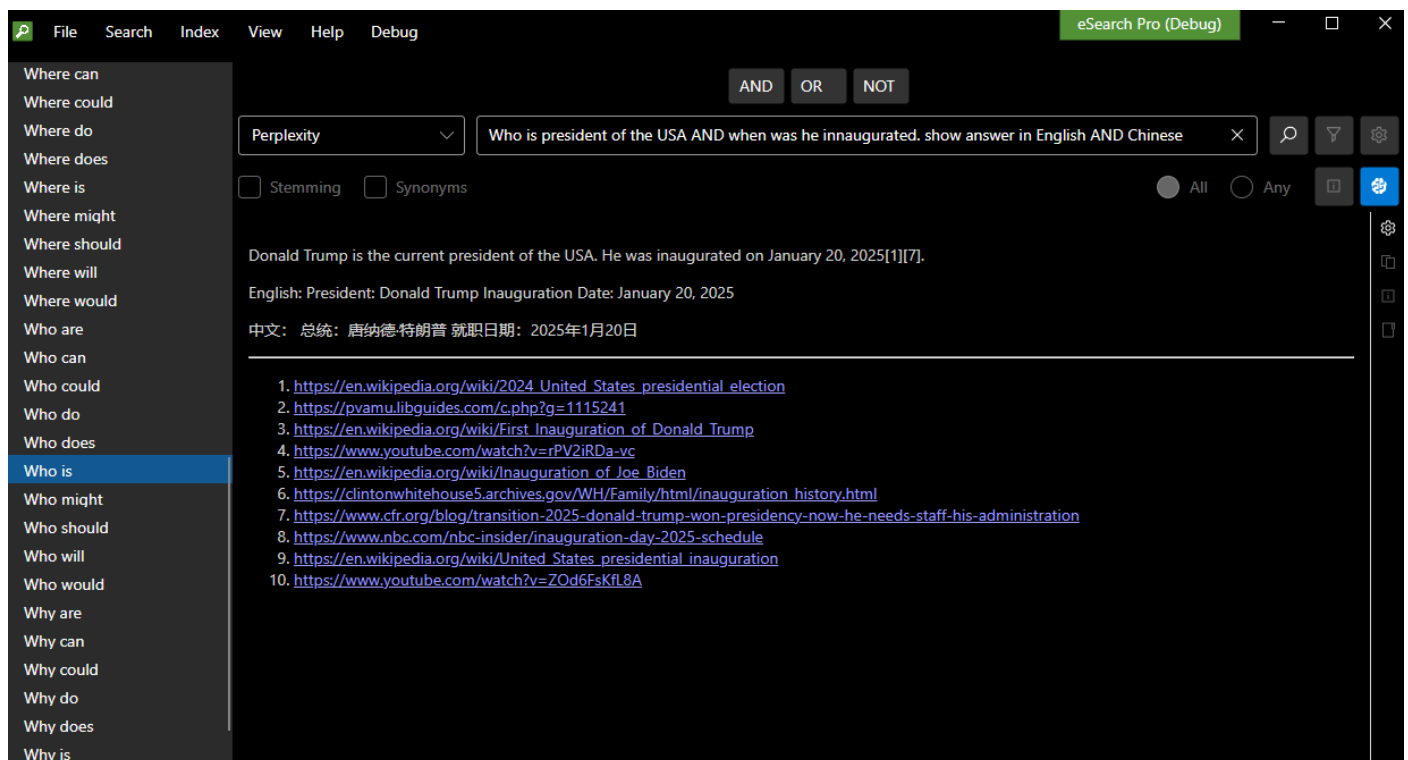 File Search Index View Help Debug
eSearch Pro (Debug)
Where can
Where could
Where do
Where does
Where is
Where might
Where should
Where will
Where would
Who are
Who can
Who could
Who do
Who does
Who is
Who might
Who should
Who will
Who would
Why are
Why can
Why could
Why do
Why does
Why is
AND OR NOT
Perplexity
Who is president of the USA AND when was he innaugurated. show answer in English AND Chinese
Stemming Synonyms All Any
Donald Trump is the current president of the USA. He was inaugurated on January 20, 2025[1][7].
English: President: Donald Trump Inauguration Date: January 20, 2025
中文： 总统：唐纳德·特朗普 就职日期：2025年1月20日
1. https://en.wikipedia.org/wiki/2024_United_States_presidential_election
2. https://pvamu.libguides.com/c.php?g=1115241
3. https://en.wikipedia.org/wiki/First_Inauguration_of_Donald_Trump
4. https://www.youtube.com/watch?v=rPV2iRDa-vc
5. https://en.wikipedia.org/wiki/Inauguration_of_Joe_Biden
6. https://clintonwhitehouse5.archives.gov/WH/Family/html/inauguration_history.html
7. https://www.cfr.org/blog/transition-2025-donald-trump-won-presidency-now-he-needs-staff-his-administration
8. https://www.nbc.com/nbc-insider/inauguration-day-2025-schedule
9. https://en.wikipedia.org/wiki/United_States_presidential_inauguration
10. https://www.youtube.com/watch?v=ZOd6FsKfL8A